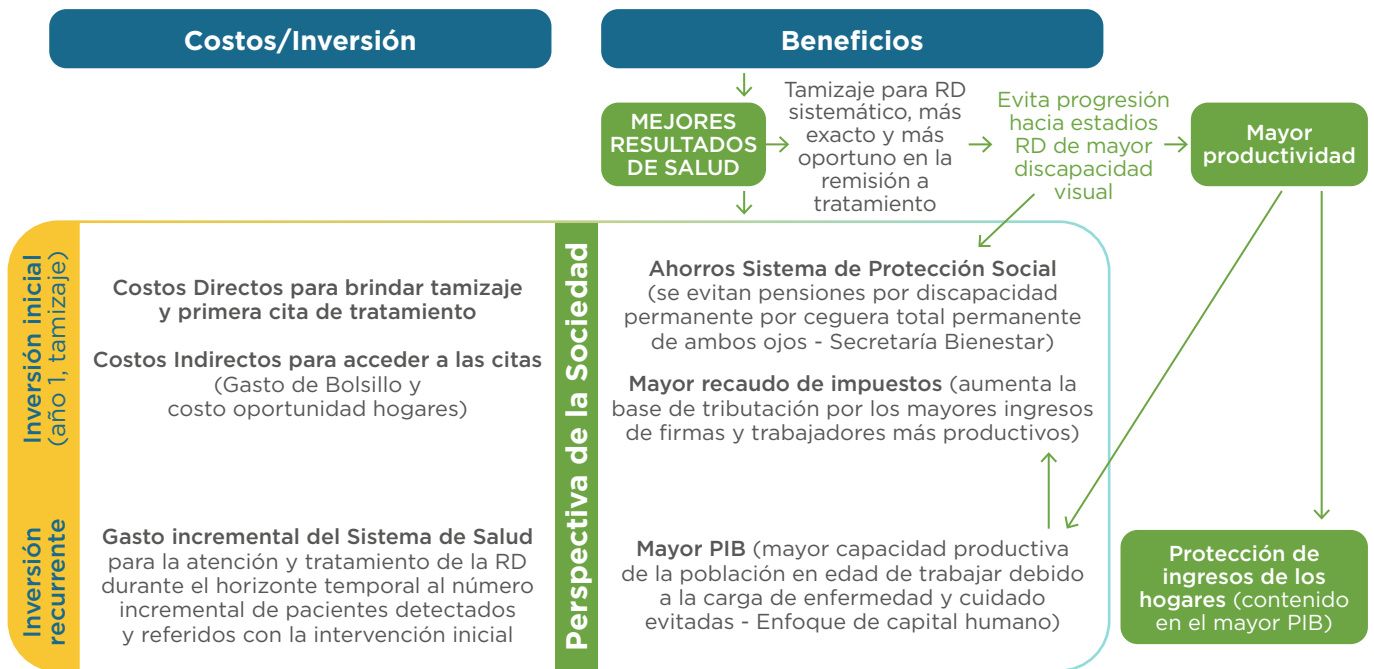 Costos/Inversión
Beneficios
MEJORES
RESULTADOS
DE SALUD
Tamizaje para RD
sistemático, más
exacto y más
oportuno en la
remisión a
tratamiento
Evita progresión
hacia estadios
RD de mayor
discapacidad
visual
Mayor
productividad
Inversión inicial
(año 1, tamizaje)
Costos Directos para brindar tamizaje
y primera cita de tratamiento
Costos Indirectos para acceder a las citas
(Gasto de Bolsillo y
costo oportunidad hogares)
Perspectiva de la Sociedad
Ahorros Sistema de Protección Social
(se evitan pensiones por discapacidad
permanente por ceguera total permanente
de ambos ojos - Secretaría Bienestar)
Mayor recaudo de impuestos (aumenta la
base de tributación por los mayores ingresos
de firmas y trabajadores más productivos)
Inversión
recurrente
Gasto incremental del Sistema de Salud
para la atención y tratamiento de la RD
durante el horizonte temporal al número
incremental de pacientes detectados
y referidos con la intervención inicial
Mayor PIB (mayor capacidad productiva
de la población en edad de trabajar debido
a la carga de enfermedad y cuidado
evitadas - Enfoque de capital humano)
Protección de
ingresos de los
hogares (contenido
en el mayor PIB)